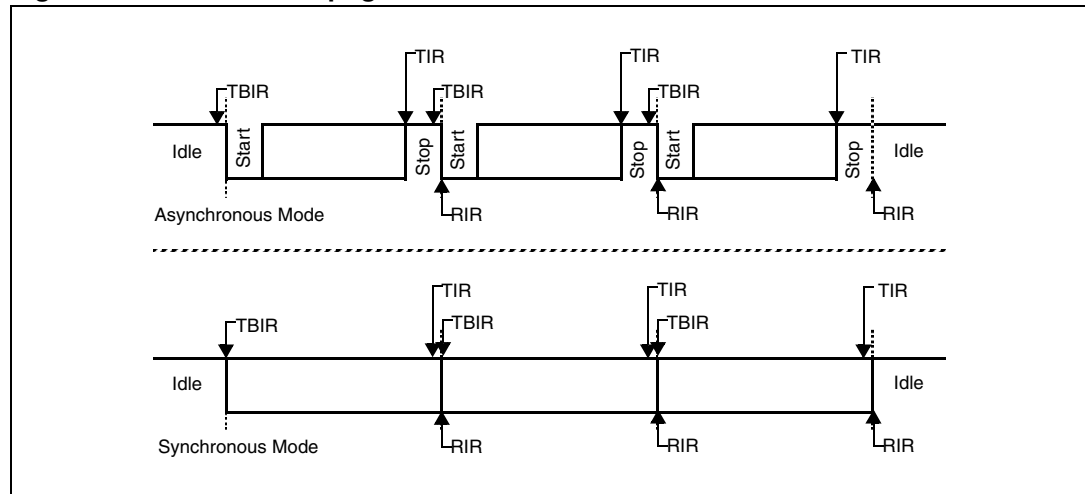 TIR TIR TIR
TBIR TBIR TBIR
Idle Start Stop Start Stop Start Stop Idle
RIR RIR RIR
Asynchronous Mode
TIR TIR TIR
TBIR TBIR TBIR
Idle Idle
RIR RIR RIR
Synchronous Mode